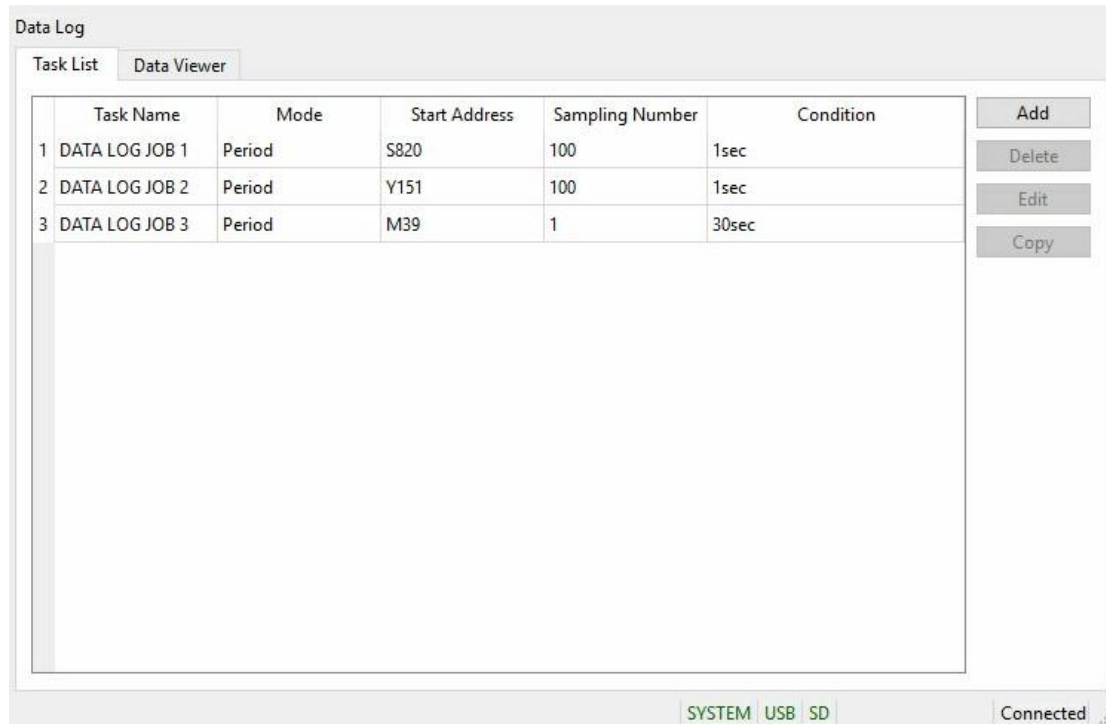 Data Log
Task List Data Viewer
Task Name Mode Start Address Sampling Number Condition
1 DATA LOG JOB 1 Period S820 100 1sec
2 DATA LOG JOB 2 Period Y151 100 1sec
3 DATA LOG JOB 3 Period M39 1 30sec
Add
Delete
Edit
Copy
SYSTEM USB SD Connected